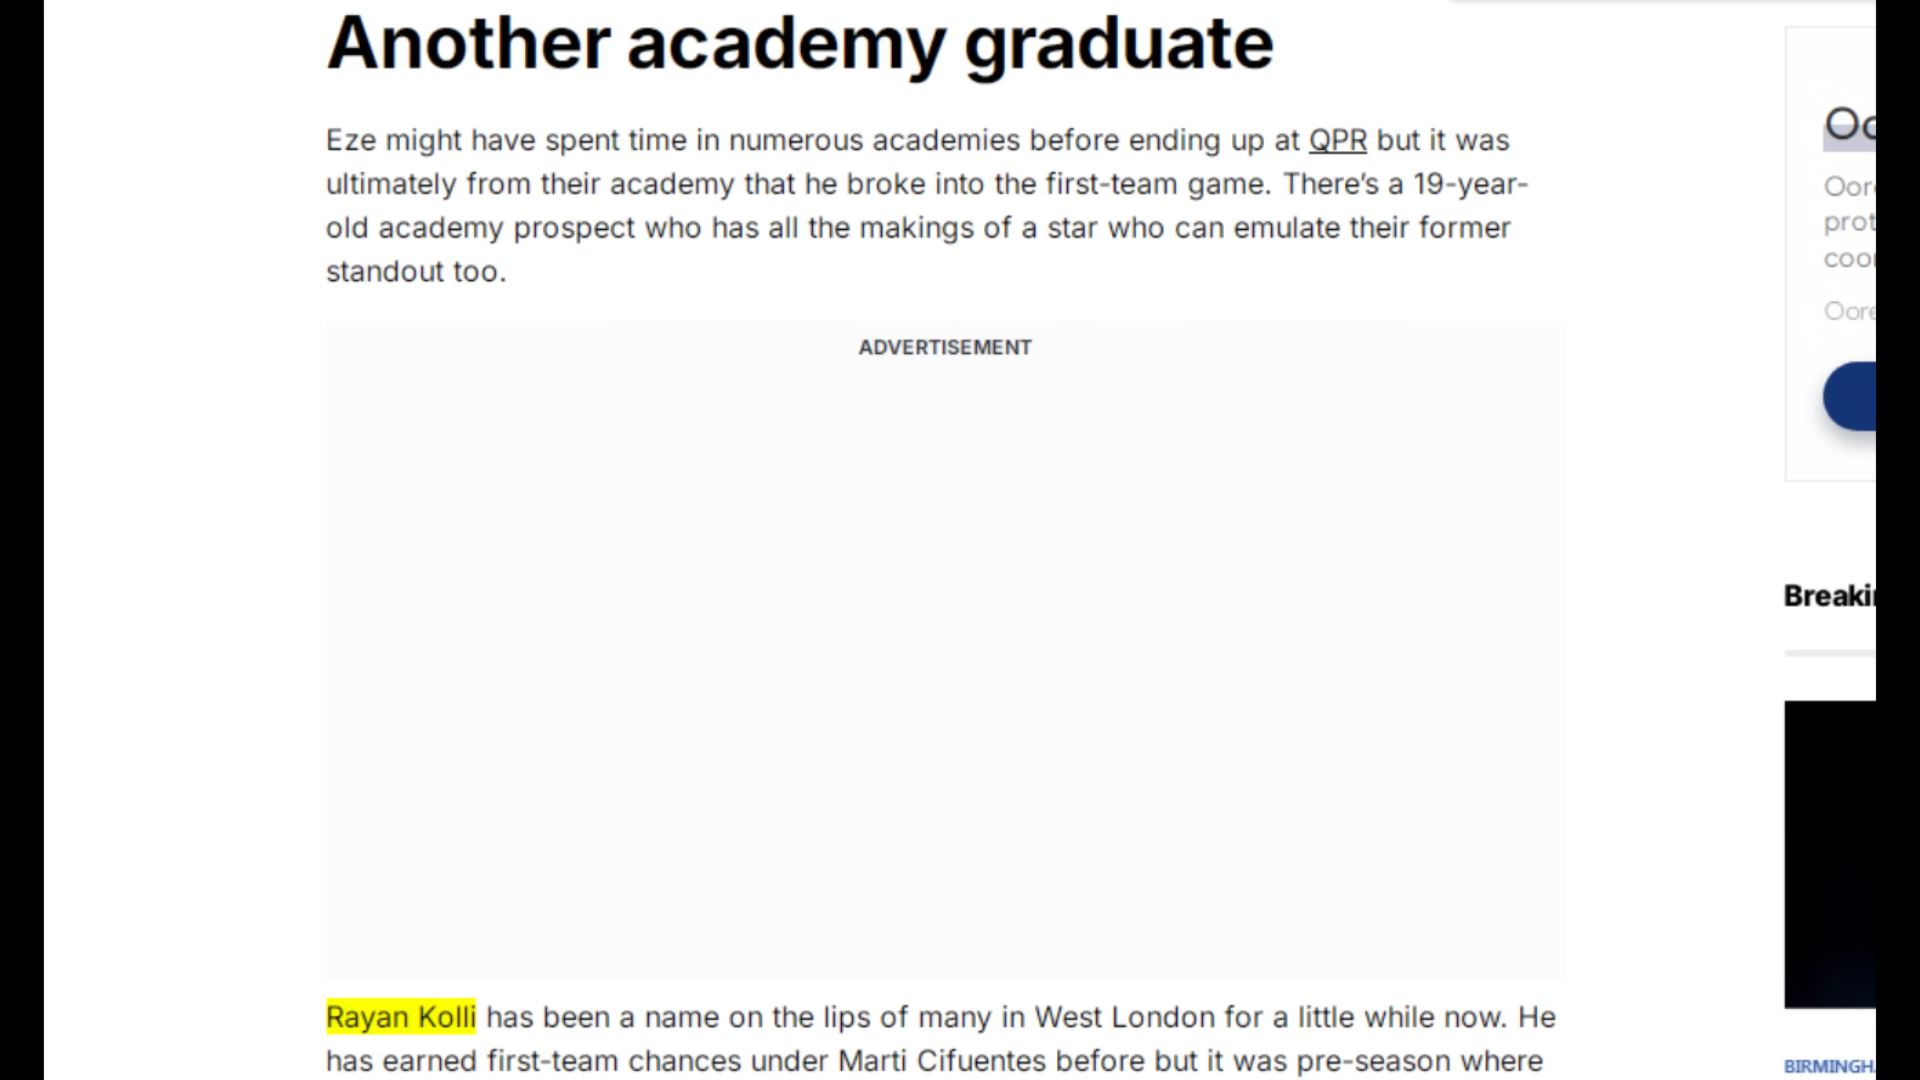 Another academy graduate
Eze might have spent time in numerous academies before ending up at QPR but it was
ultimately from their academy that he broke into the first-team game. There’s a 19-year-
old academy prospect who has all the makings of a star who can emulate their former
standout too.
ADVERTISEMENT
Rayan Kolli has been a name on the lips of many in West London for a little while now. He
has earned first-team chances under Marti Cifuentes before but it was pre-season where